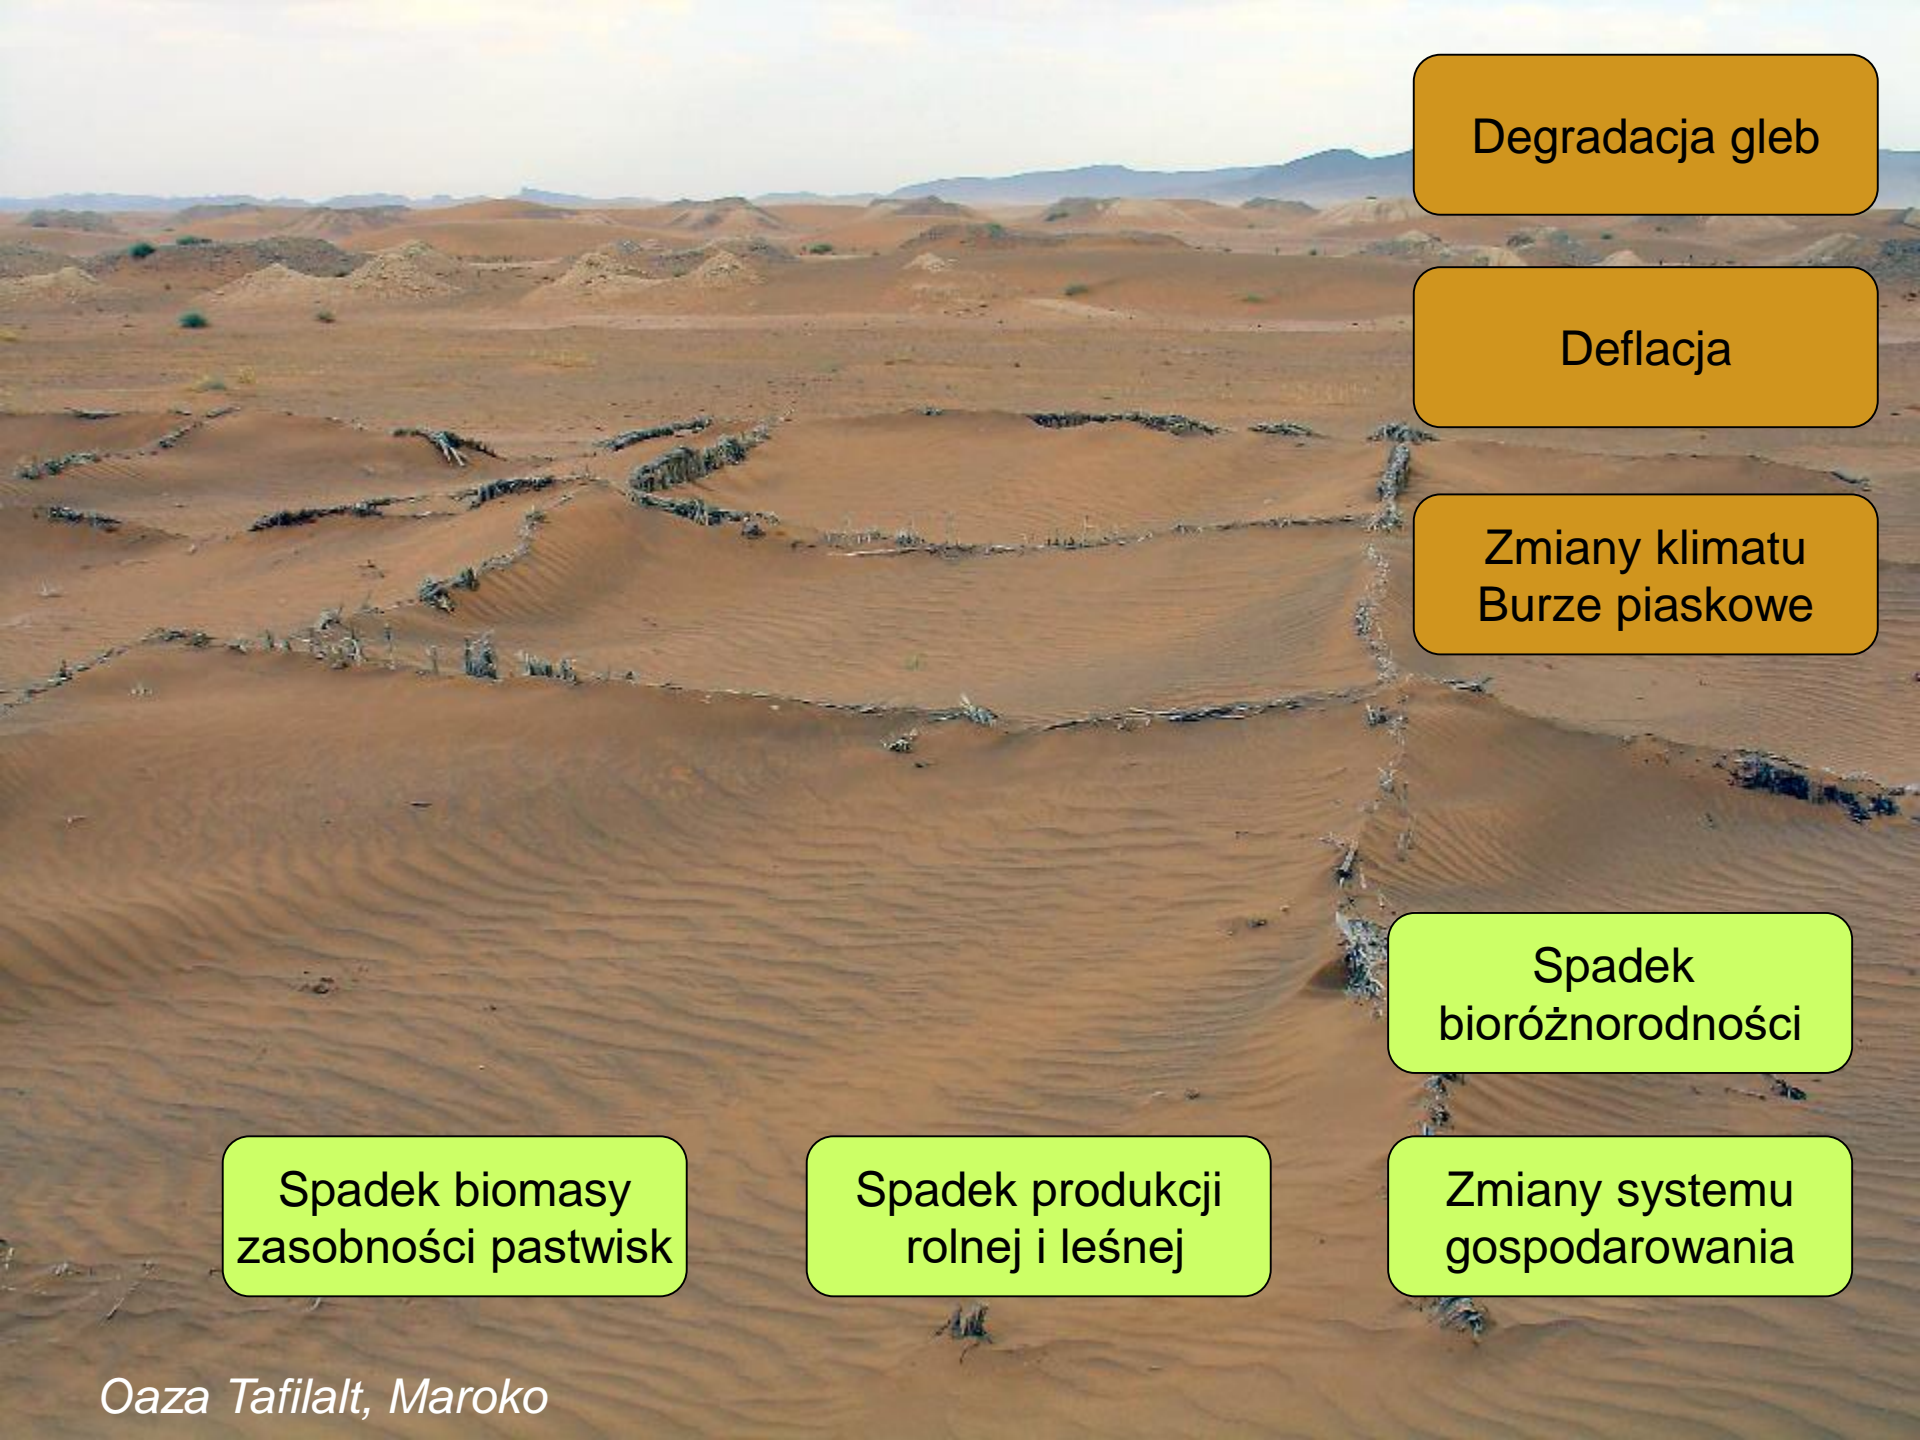 Degradacja gleb
Deflacja
Zmiany klimatu
Burze piaskowe
Spadek
bioróżnorodności
Spadek biomasy
zasobności pastwisk
Spadek produkcji
rolnej i leśnej
Zmiany systemu
gospodarowania
Oaza Tafilalt, Maroko